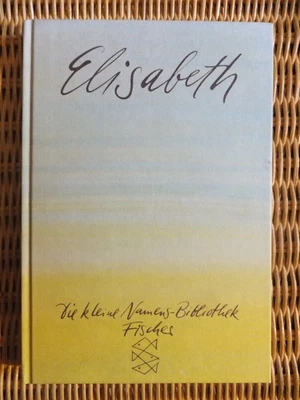 Elisabeth
Die kleine Namens-Bibliothek
Fischer